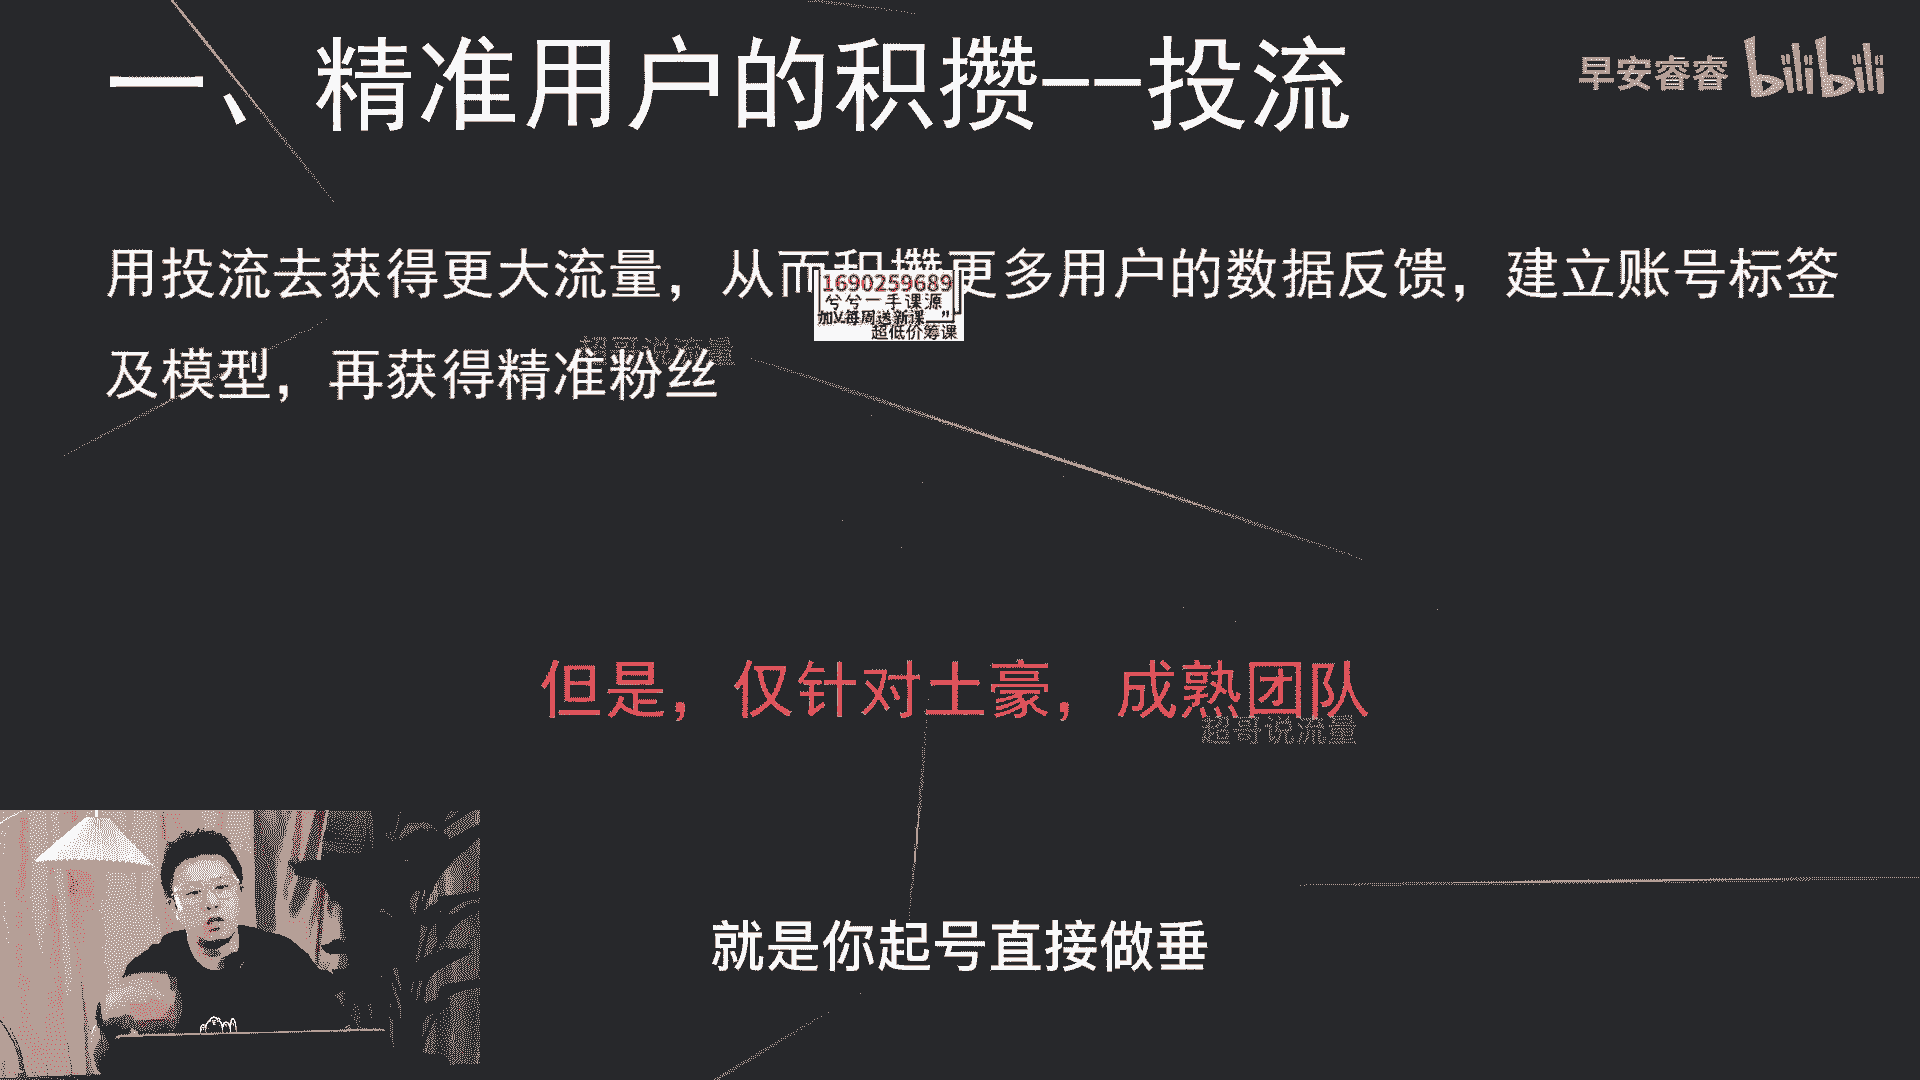 一、精准用户的积攒--投流
早安睿睿 bilibili
用投流去获得更大流量，从而积攒更多用户的数据反馈，建立账号标签
1690259689
兮兮一手课源
加V每周送新课
超低价筹课
超哥说流量
及模型，再获得精准粉丝
但是，仅针对土豪，成熟团队
超哥说流量
就是你起号直接做垂